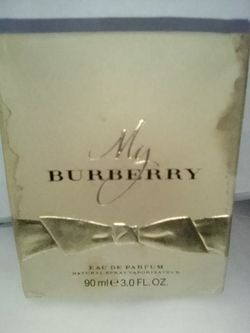 My
BURBERRY
EAU DE PARFUM
NATURAL SPRAY VAPORISATEUR
90 ml ℮ 3.0 FL.OZ.